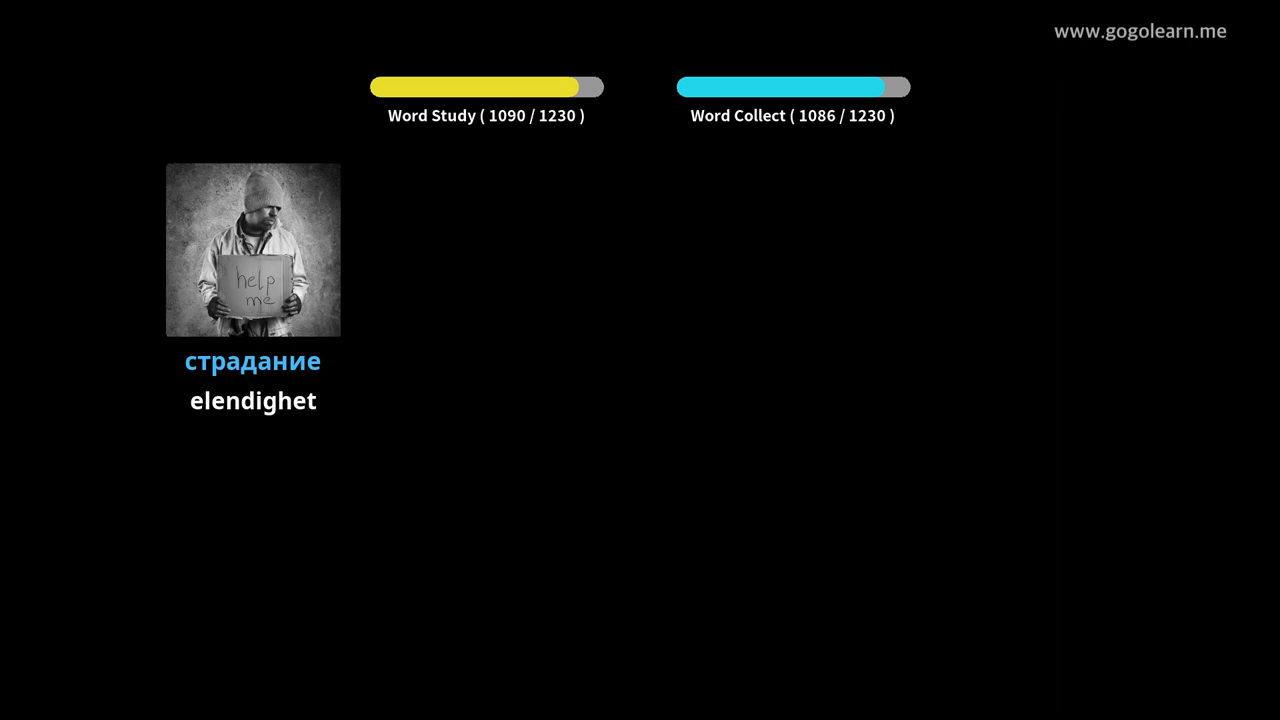 www.gogolearn.me
Word Study ( 1090 / 1230 )
Word Collect ( 1086 / 1230 )
help
me
страдание
elendighet